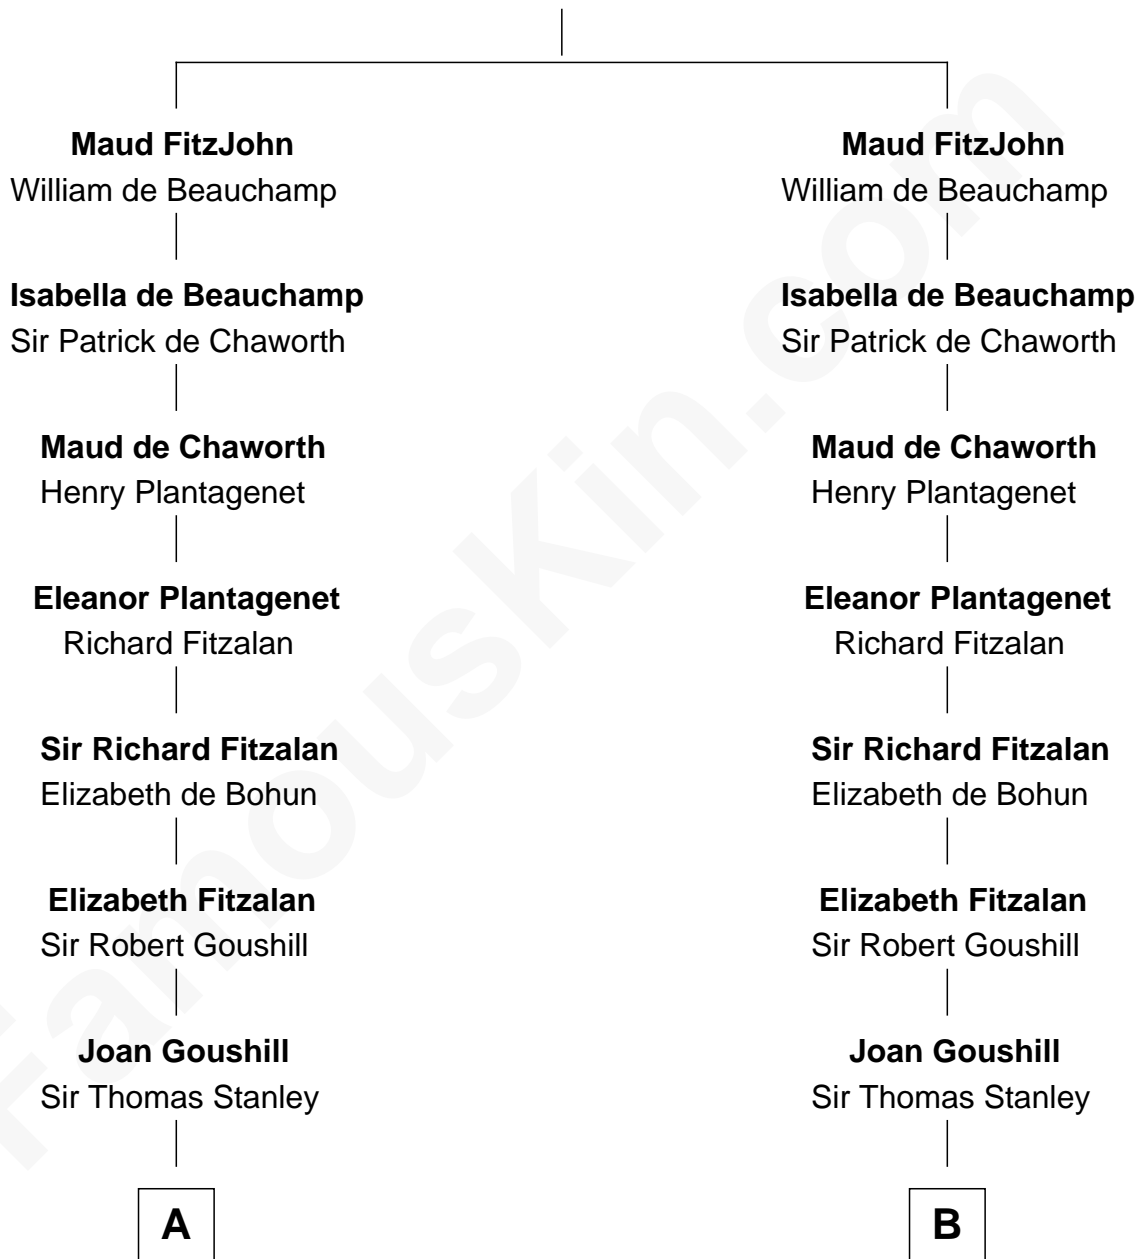 Maud FitzJohn
William de Beauchamp
Isabella de Beauchamp
Sir Patrick de Chaworth
Maud de Chaworth
Henry Plantagenet
Eleanor Plantagenet
Richard Fitzalan
Sir Richard Fitzalan
Elizabeth de Bohun
Elizabeth Fitzalan
Sir Robert Goushill
Joan Goushill
Sir Thomas Stanley
A
Maud FitzJohn
William de Beauchamp
Isabella de Beauchamp
Sir Patrick de Chaworth
Maud de Chaworth
Henry Plantagenet
Eleanor Plantagenet
Richard Fitzalan
Sir Richard Fitzalan
Elizabeth de Bohun
Elizabeth Fitzalan
Sir Robert Goushill
Joan Goushill
Sir Thomas Stanley
B
FamousKin.com